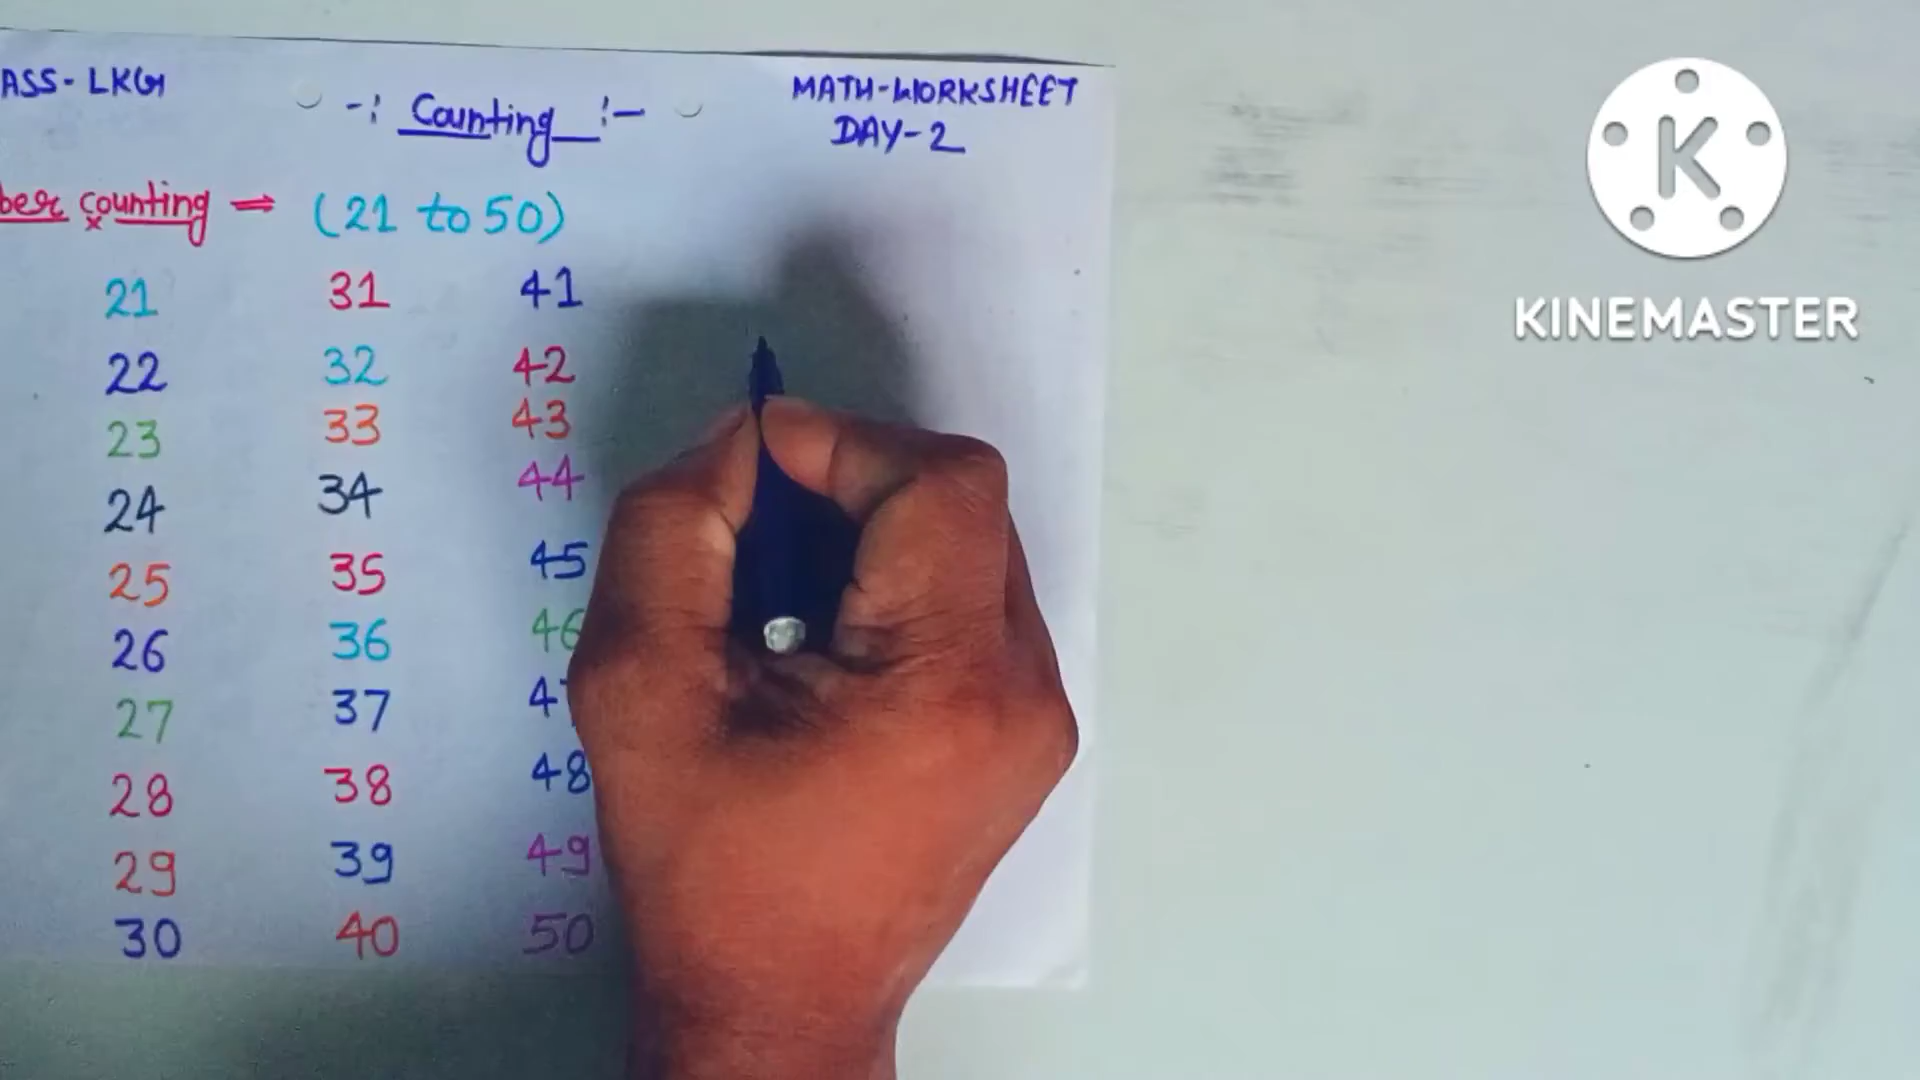 ASS- LKG
-: Counting :-
MATH-WORKSHEET
DAY-2
ber counting ⇒ (21 to 50)
21 31 41
22 32 42
23 33 43
24 34 44
25 35 45
26 36 46
27 37 47
28 38 48
29 39 49
30 40 50
KINEMASTER